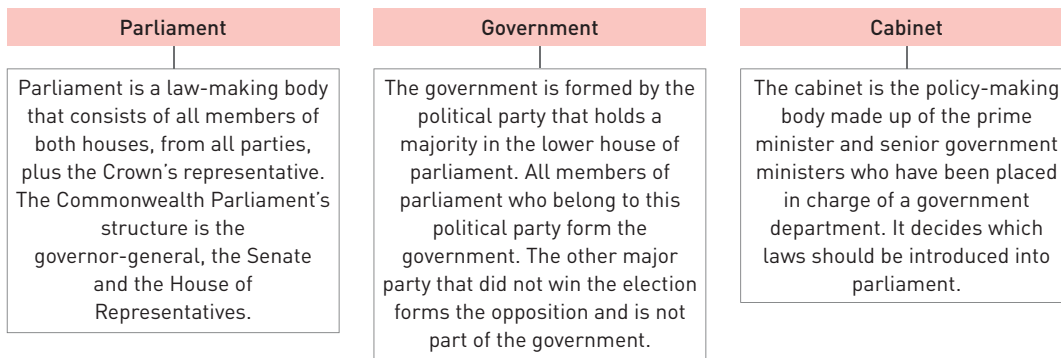 Parliament
Parliament is a law-making body
that consists of all members of
both houses, from all parties,
plus the Crown's representative.
The Commonwealth Parliament's
structure is the
governor-general, the Senate
and the House of
Representatives.
Government
The government is formed by the
political party that holds a
majority in the lower house of
parliament. All members of
parliament who belong to this
political party form the
government. The other major
party that did not win the election
forms the opposition and is not
part of the government.
Cabinet
The cabinet is the policy-making
body made up of the prime
minister and senior government
ministers who have been placed
in charge of a government
department. It decides which
laws should be introduced into
parliament.